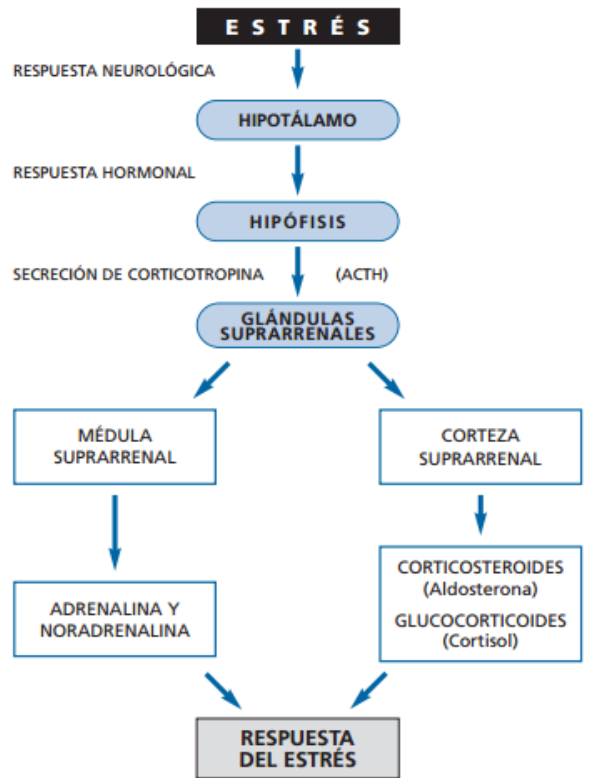 ESTRÉS
RESPUESTA NEUROLÓGICA
HIPOTÁLAMO
RESPUESTA HORMONAL
HIPÓFISIS
SECRECIÓN DE CORTICOTROPINA (ACTH)
GLÁNDULAS
SUPRARRENALES
MÉDULA
SUPRARRENAL
CORTEZA
SUPRARRENAL
ADRENALINA Y
NORADRENALINA
CORTICOSTEROIDES
(Aldosterona)
GLUCOCORTICOIDES
(Cortisol)
RESPUESTA
DEL ESTRÉS